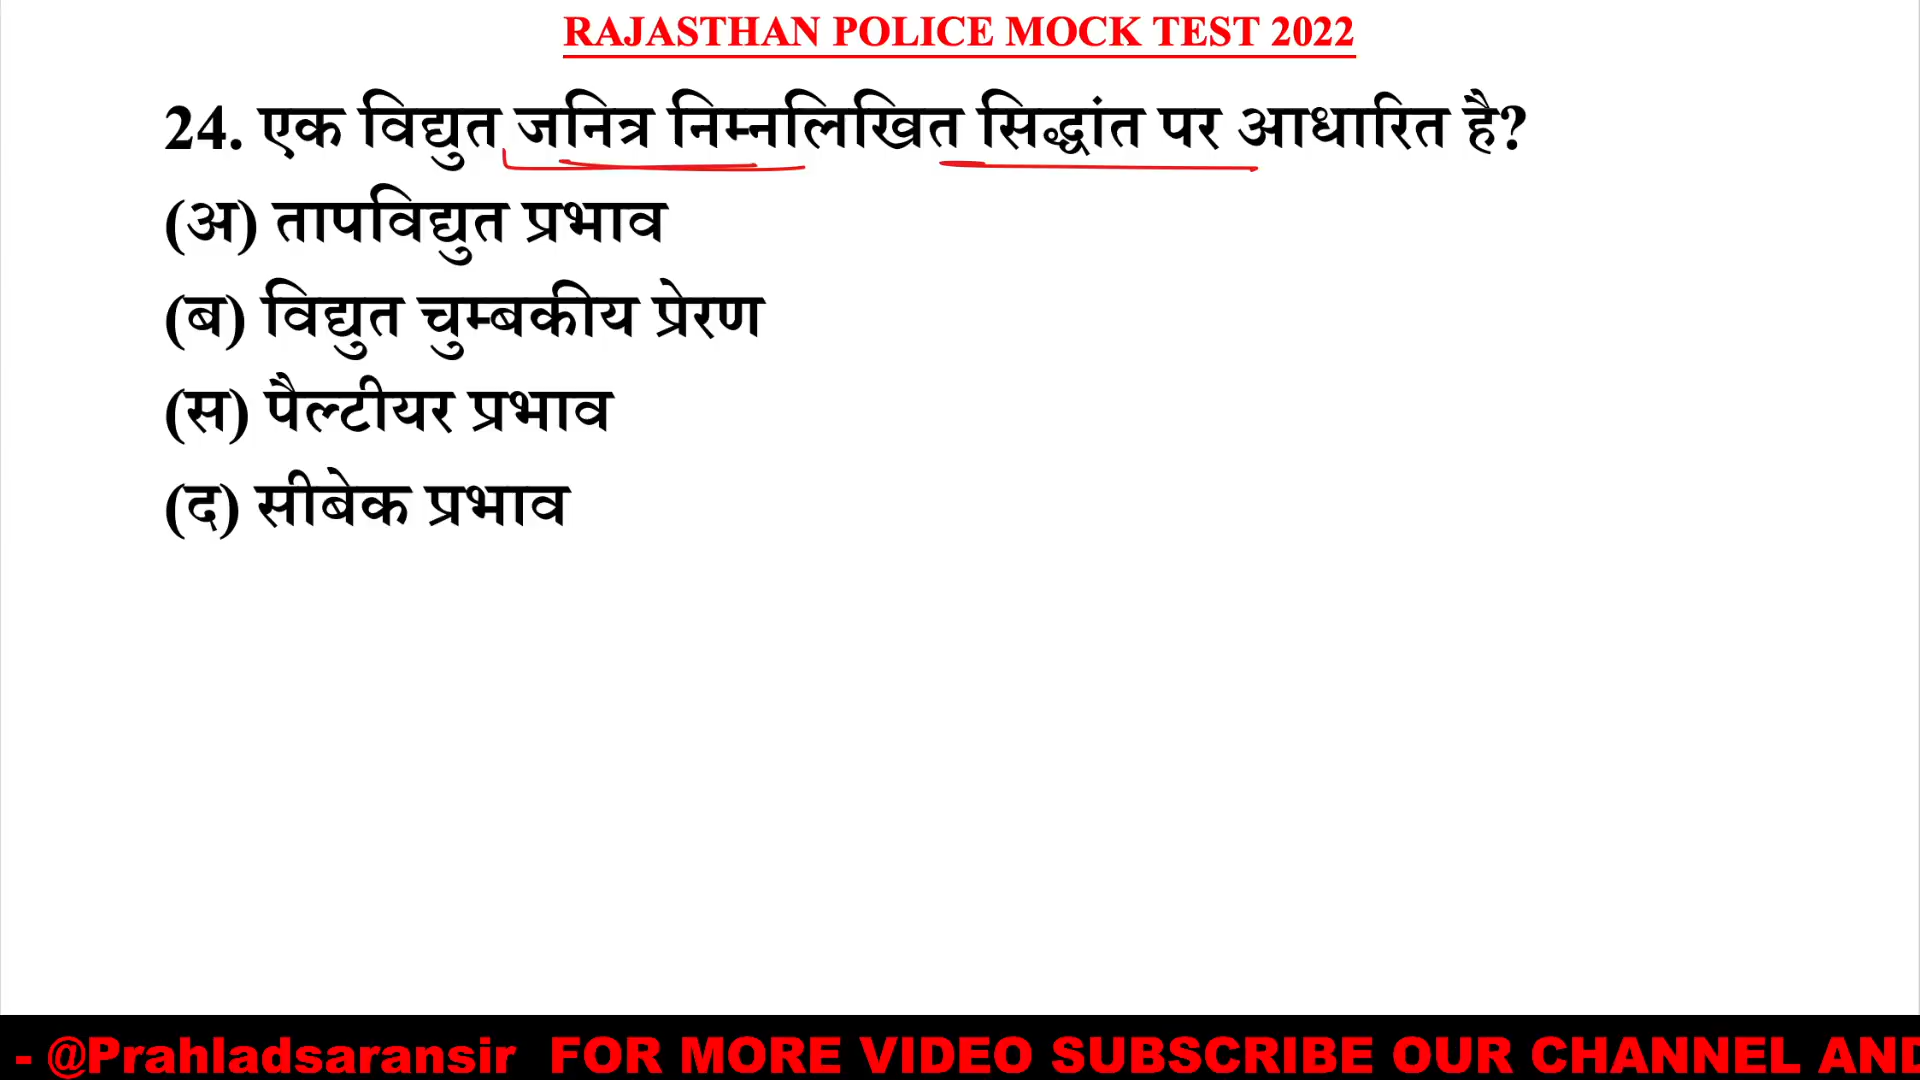 RAJASTHAN POLICE MOCK TEST 2022
24. एक विद्युत जनित्र निम्नलिखित सिद्धांत पर आधारित है?
(अ) तापविद्युत प्रभाव
(ब) विद्युत चुम्बकीय प्रेरण
(स) पैल्टीयर प्रभाव
(द) सीबेक प्रभाव
- @Prahladsaransir FOR MORE VIDEO SUBSCRIBE OUR CHANNEL AND